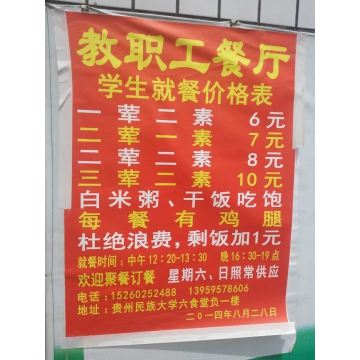 教职工餐厅
学生就餐价格表
一荤二素 6元
二荤一素 7元
二荤二素 8元
三荤二素 10元
白米粥、干饭吃饱
每餐有鸡腿
杜绝浪费,剩饭加1元
就餐时间:中午12:20-13:30 晚16:30-19点
欢迎聚餐订餐 星期六、日照常供应
电话:15260252488 13959578606
地址:贵州民族大学六食堂负一楼
二0一四年八月二八日